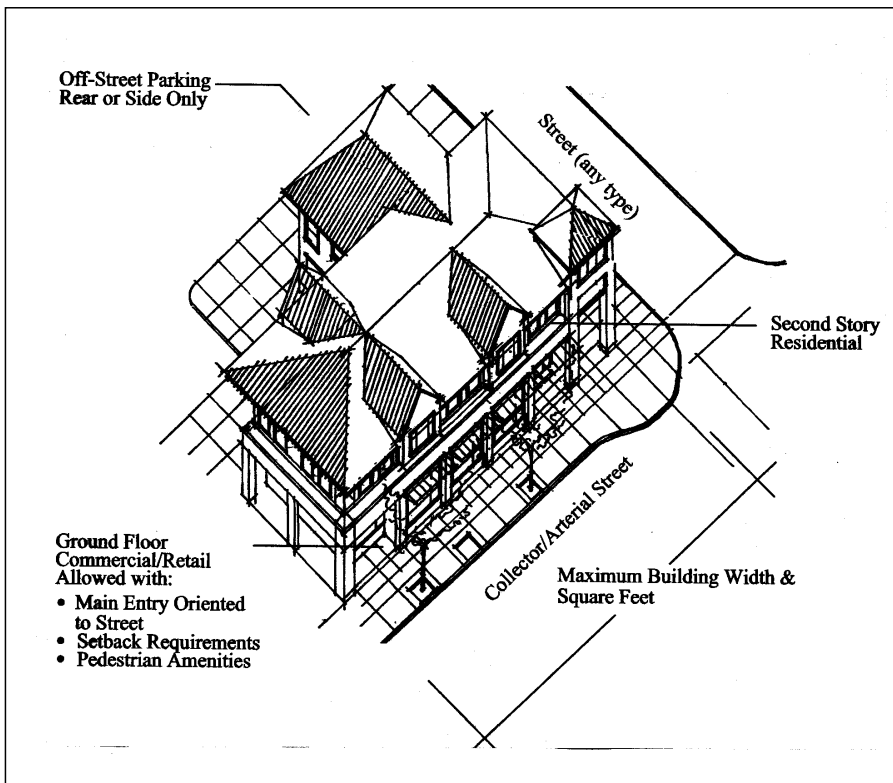 Off-Street Parking
Rear or Side Only
Street (any type)
Second Story
Residential
Ground Floor
Commercial/Retail
Allowed with:
• Main Entry Oriented
to Street
• Setback Requirements
• Pedestrian Amenities
Collector/Arterial Street
Maximum Building Width &
Square Feet